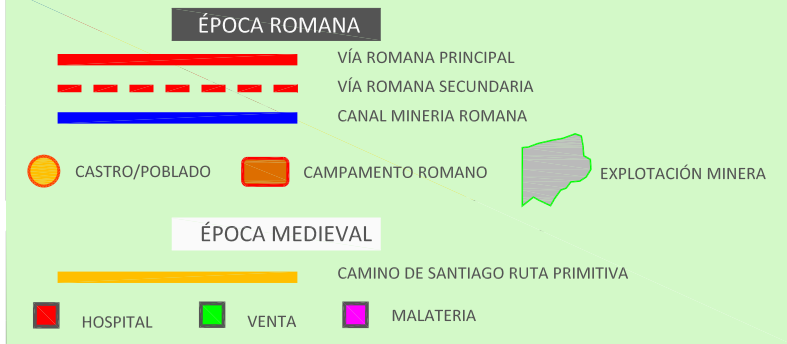 ÉPOCA ROMANA
VÍA ROMANA PRINCIPAL
VÍA ROMANA SECUNDARIA
CANAL MINERIA ROMANA
CASTRO/POBLADO
CAMPAMENTO ROMANO
EXPLOTACIÓN MINERA
ÉPOCA MEDIEVAL
CAMINO DE SANTIAGO RUTA PRIMITIVA
HOSPITAL
VENTA
MALATERIA